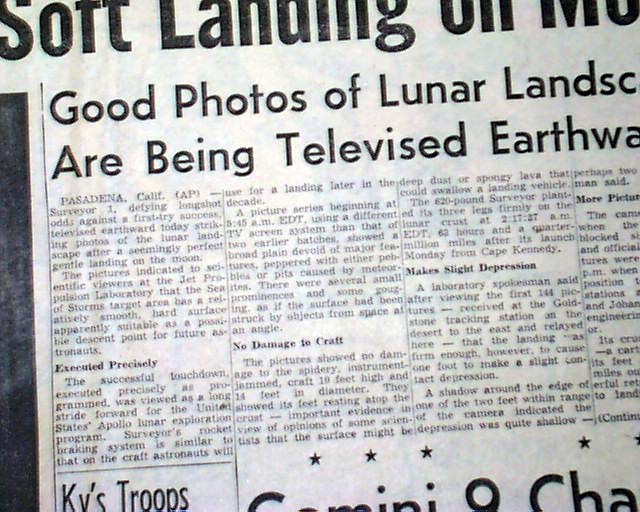 Soft Landing on Mo
Good Photos of Lunar Landsc
Are Being Televised Earthwa
PASADENA, Calif. (AP) —
Surveyor 1, defying longshot
odds against a first-try success,
televised earthward today strik-
ing photos of the lunar land-
scape after a seemingly perfect
gentle landing on the moon.
The pictures indicated to sci-
entific viewers at the Jet Pro-
pulsion Laboratory that the Sea
of Storms target area has a rel-
atively smooth, hard surface
apparently suitable as a possi-
ble descent point for future as-
tronauts.
Executed Precisely
The successful touchdown,
executed precisely as pro-
grammed, was viewed as a long
stride forward for the United
States' Apollo lunar exploration
program. Surveyor's rocket
braking system is similar to
that on the craft astronauts will
use for a landing later in the
decade.
A picture series beginning at
9:45 a.m. EDT, using a different
TV screen system than that of
two earlier batches, showed a
broad plain devoid of major fea-
tures, peppered with either peb-
bles or pits caused by meteor-
ites. There were several small
prominences and some goug-
ing, as if the surface had been
struck by objects from space at
an angle.
No Damage to Craft
The pictures showed no dam-
age to the spidery, instrument-
jammed, craft 10 feet high and
14 feet in diameter. They
showed its feet resting atop the
crust — important evidence in
view of opinions of some scien-
tists that the surface might be
deep dust or spongy lava that
could swallow a landing vehicle.
The 620-pound Surveyor plant-
ed its three legs firmly on the
lunar crust at 2:17:27 a.m.
EDT, 63 hours and a quarter-
million miles after its launch
Monday from Cape Kennedy.
Makes Slight Depression
A laboratory spokesman said
after viewing the first 144 pic-
tures — received at the Gold-
stone tracking station on the
desert to the east and relayed
here — that the landing "as
firm enough, however, to cause
one foot to make a slight con-
tact depression.
A shadow around the edge of
one of the two feet within range
of the camera indicated the
depression was quite shallow —
perhaps two
man said.
More Pictur
The came
when the
blocked si
and official
tures were
p.m. when
position
tations a
and John
engineering
or.
Its cru
—a cart
its feet
miles ou
erful ret
to land
(Contin
★ ★ ★ ★
Ky's Troops
Gemini 9 Cha